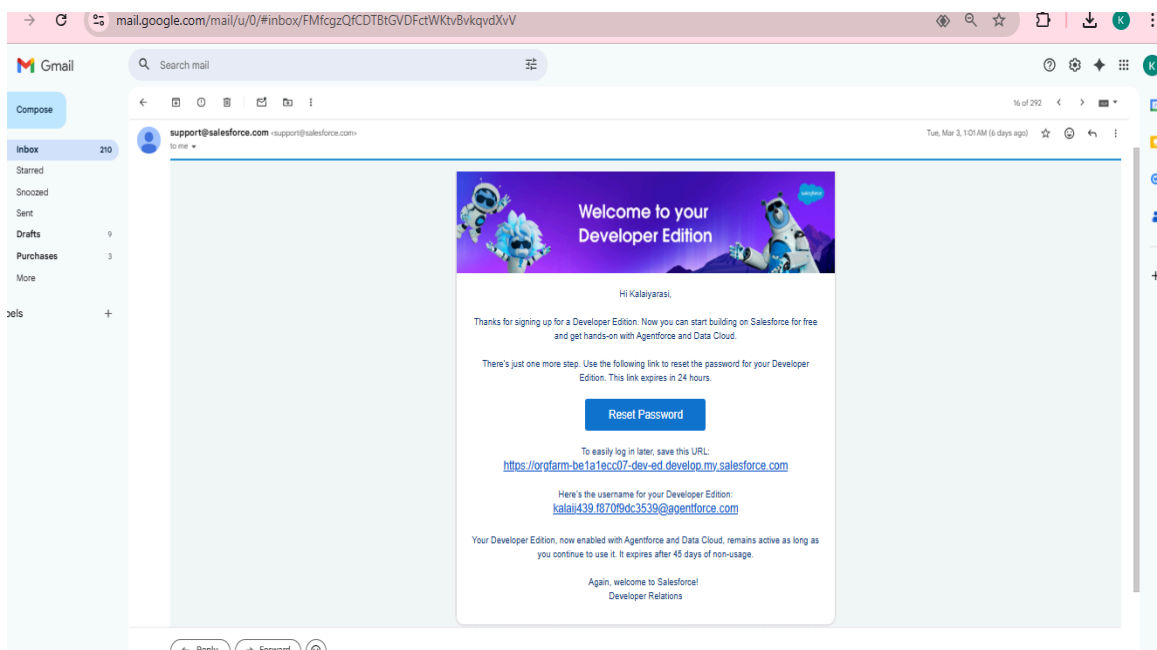 mail.google.com/mail/u/0/#inbox/FMfcgzQfCDTBtGVDFctWKtvBvkqvdXvV
K
Gmail
Search mail
K
Compose
16 of 292
support@salesforce.com <support@salesforce.com>
Tue, Mar 3, 1:01 AM (6 days ago)
to me
Inbox 210
Starred
Snoozed
Sent
Drafts 9
Purchases 3
More
bels +
salesforce
Welcome to your
Developer Edition
Hi Kalaiyarasi,
Thanks for signing up for a Developer Edition. Now you can start building on Salesforce for free
and get hands-on with Agentforce and Data Cloud.
There's just one more step. Use the following link to reset the password for your Developer
Edition. This link expires in 24 hours.
Reset Password
To easily log in later, save this URL:
https://orgfarm-be1a1ecc07-dev-ed.develop.my.salesforce.com
Here's the username for your Developer Edition:
kalaij439.f870f9dc3539@agentforce.com
Your Developer Edition, now enabled with Agentforce and Data Cloud, remains active as long as
you continue to use it. It expires after 45 days of non-usage.
Again, welcome to Salesforce!
Developer Relations
Reply
Forward